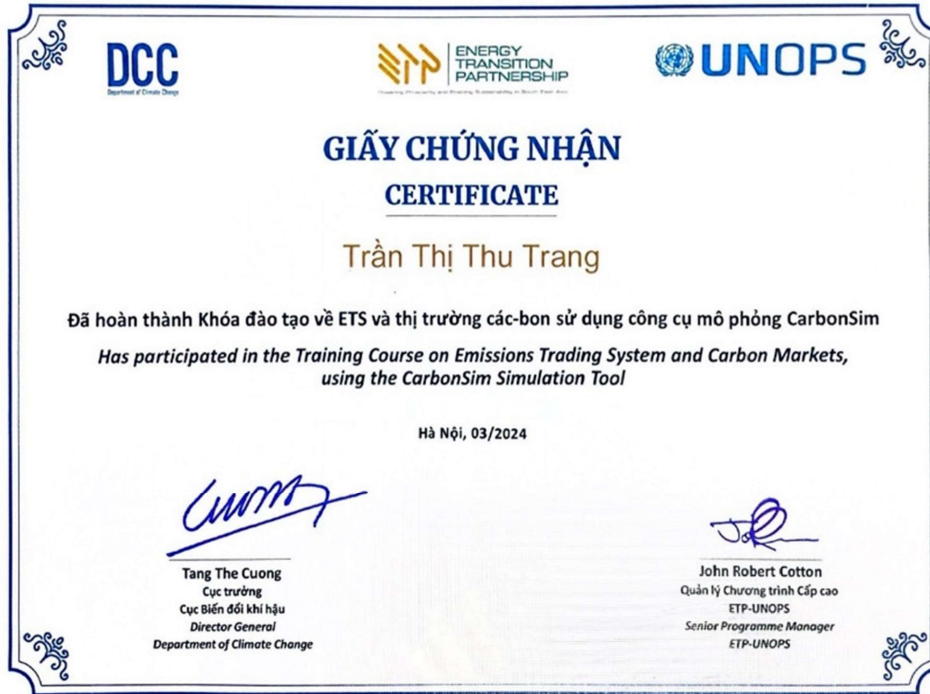 DCC
Department of Climate Change
ENERGY
TRANSITION
PARTNERSHIP
UNOPS
GIẤY CHỨNG NHẬN
CERTIFICATE
Trần Thị Thu Trang
Đã hoàn thành Khóa đào tạo về ETS và thị trường các-bon sử dụng công cụ mô phỏng CarbonSim
Has participated in the Training Course on Emissions Trading System and Carbon Markets,
using the CarbonSim Simulation Tool
Hà Nội, 03/2024
Tang The Cuong
Cục trưởng
Cục Biến đổi khí hậu
Director General
Department of Climate Change
John Robert Cotton
Quản lý Chương trình Cấp cao
ETP-UNOPS
Senior Programme Manager
ETP-UNOPS